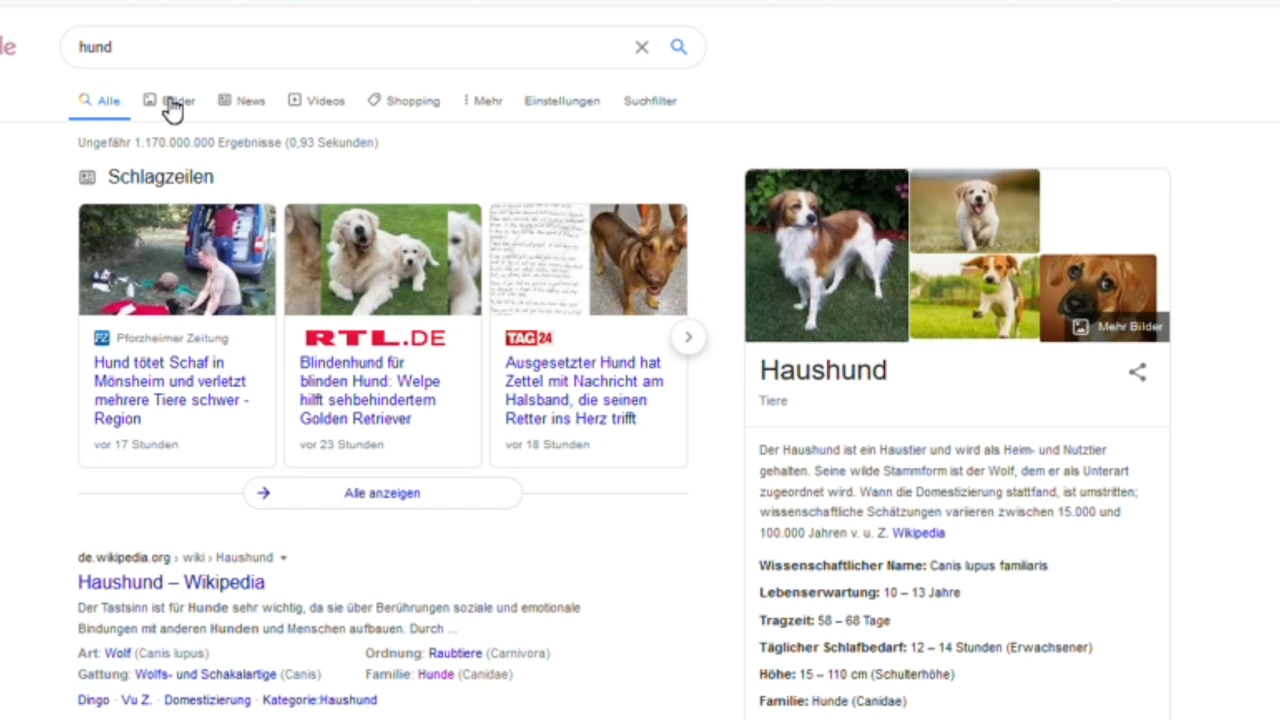 le
hund
Alle
News
Videos
Shopping
Mehr
Einstellungen
Suchfilter
Ungefähr 1.170.000.000 Ergebnisse (0,93 Sekunden)
Schlagzeilen
PZ Pforzheimer Zeitung
Hund tötet Schaf in
Mönsheim und verletzt
mehrere Tiere schwer -
Region
vor 17 Stunden
RTL.DE
Blindenhund für
blinden Hund: Welpe
hilft sehbehindertem
Golden Retriever
vor 23 Stunden
TAG24
Ausgesetzter Hund hat
Zettel mit Nachricht am
Halsband, die seinen
Retter ins Herz trifft
vor 18 Stunden
Alle anzeigen
de.wikipedia.org › wiki › Haushund
Haushund – Wikipedia
Der Tastsinn ist für Hunde sehr wichtig, da sie über Berührungen soziale und emotionale
Bindungen mit anderen Hunden und Menschen aufbauen. Durch ...
Art: Wolf (Canis lupus)
Ordnung: Raubtiere (Carnivora)
Gattung: Wolfs- und Schakalartige (Canis)
Familie: Hunde (Canidae)
Dingo · Vu Z. · Domestizierung · Kategorie:Haushund
Mehr Bilder
Haushund
Tiere
Der Haushund ist ein Haustier und wird als Heim- und Nutztier
gehalten. Seine wilde Stammform ist der Wolf, dem er als Unterart
zugeordnet wird. Wann die Domestizierung stattfand, ist umstritten;
wissenschaftliche Schätzungen variieren zwischen 15.000 und
100.000 Jahren v. u. Z. Wikipedia
Wissenschaftlicher Name: Canis lupus familiaris
Lebenserwartung: 10 – 13 Jahre
Tragzeit: 58 – 68 Tage
Täglicher Schlafbedarf: 12 – 14 Stunden (Erwachsener)
Höhe: 15 – 110 cm (Schulterhöhe)
Familie: Hunde (Canidae)